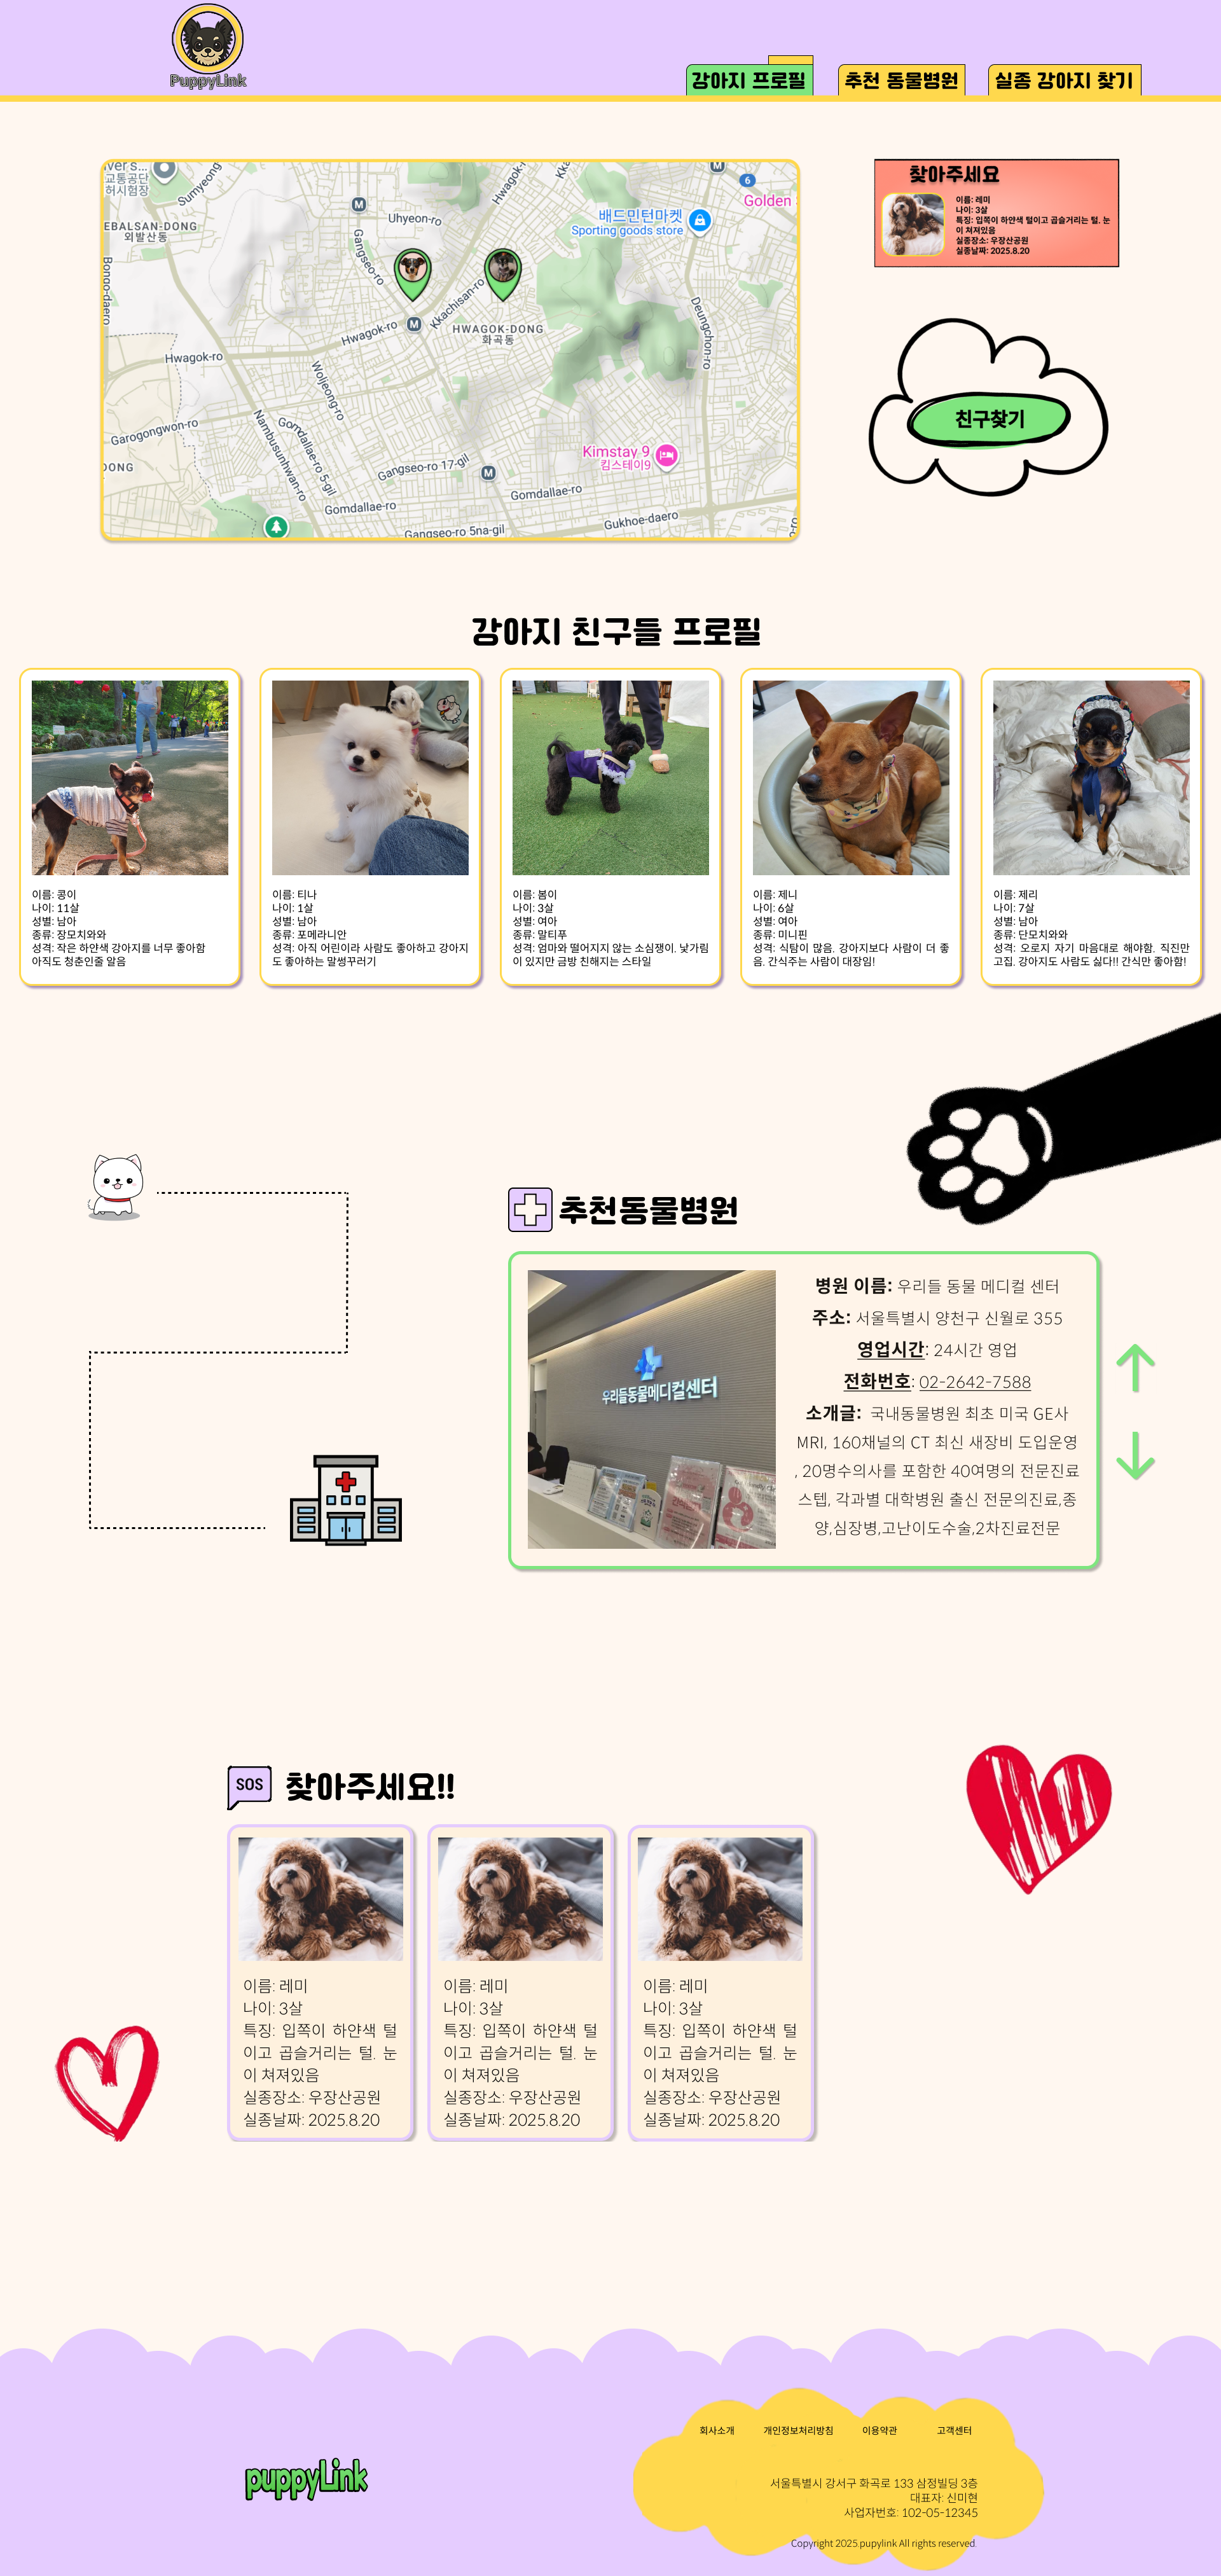 PuppyLink
강아지 프로필
추천 동물병원
실종 강아지 찾기
교통공단
허시험장
Sumyeong
EBALSAN-DONG
외발산동
Bongo-daero
Uhyeon-ro
Gangseo-ro
Hwagok-r
Kka
배드민턴마켓
Sporting goods store
6
Golden
M
M
M
M
Kkachisan-ro
Hwagok-ro
HWAGOK-DONG
화곡동
Deungchon-ro
Hwagok-ro
Woljeong-ro
Garogongwon-ro
Nambusunhwan-ro
Gomdallae-ro 5-gil
DONG
Gangseo-ro 17-gil
Kimstay 9
킴스테이9
Gomdallae-ro
Gomdallae-ro
Gukhoe-daero
Gangseo-ro 5na-gil
찾아주세요
이름: 레미
나이: 3살
특징: 입쪽이 하얀색 털이고 곱슬거리는 털. 눈
이 쳐져있음
실종장소: 우장산공원
실종날짜: 2025.8.20
친구찾기
강아지 친구들 프로필
이름: 콩이
나이: 11살
성별: 남아
종류: 장모치와와
성격: 작은 하얀색 강아지를 너무 좋아함
아직도 청춘인줄 알음
이름: 티나
나이: 1살
성별: 남아
종류: 포메라니안
성격: 아직 어린이라 사람도 좋아하고 강아지
도 좋아하는 말썽꾸러기
이름: 봄이
나이: 3살
성별: 여아
종류: 말티푸
성격: 엄마와 떨어지지 않는 소심쟁이. 낯가림
이 있지만 금방 친해지는 스타일
이름: 제니
나이: 6살
성별: 여아
종류: 미니핀
성격: 식탐이 많음. 강아지보다 사람이 더 좋
음. 간식주는 사람이 대장임!
이름: 제리
나이: 7살
성별: 남아
종류: 단모치와와
성격: 오로지 자기 마음대로 해야함. 직진만
고집. 강아지도 사람도 싫다!! 간식만 좋아함!
추천동물병원
우리들동물메디컬센터
병원 이름: 우리들 동물 메디컬 센터
주소: 서울특별시 양천구 신월로 355
영업시간: 24시간 영업
전화번호: 02-2642-7588
소개글: 국내동물병원 최초 미국 GE사
MRI, 160채널의 CT 최신 새장비 도입운영
, 20명수의사를 포함한 40여명의 전문진료
스텝, 각과별 대학병원 출신 전문의진료,종
양,심장병,고난이도수술,2차진료전문
SOS
찾아주세요!!
이름: 레미
나이: 3살
특징: 입쪽이 하얀색 털
이고 곱슬거리는 털. 눈
이 쳐져있음
실종장소: 우장산공원
실종날짜: 2025.8.20
이름: 레미
나이: 3살
특징: 입쪽이 하얀색 털
이고 곱슬거리는 털. 눈
이 쳐져있음
실종장소: 우장산공원
실종날짜: 2025.8.20
이름: 레미
나이: 3살
특징: 입쪽이 하얀색 털
이고 곱슬거리는 털. 눈
이 쳐져있음
실종장소: 우장산공원
실종날짜: 2025.8.20
puppyLink
회사소개 개인정보처리방침 이용약관 고객센터
서울특별시 강서구 화곡로 133 삼정빌딩 3층
대표자: 신미현
사업자번호: 102-05-12345
Copyright 2025.pupylink All rights reserved.